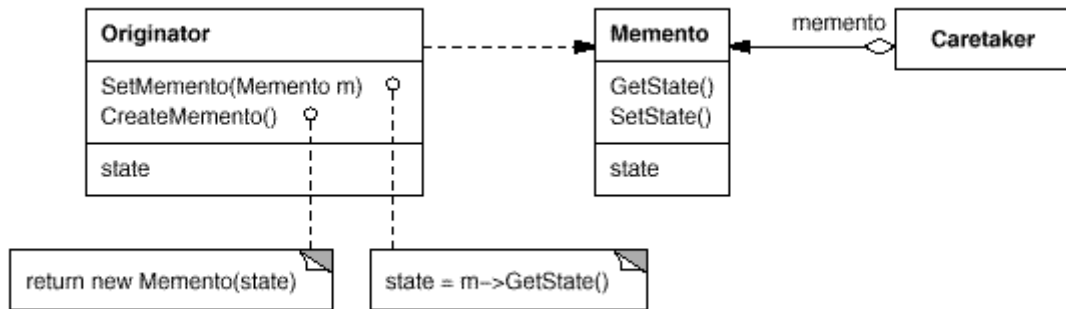 Originator
SetMemento(Memento m)
CreateMemento()
state
Memento
GetState()
SetState()
state
memento
Caretaker
return new Memento(state)
state = m->GetState()